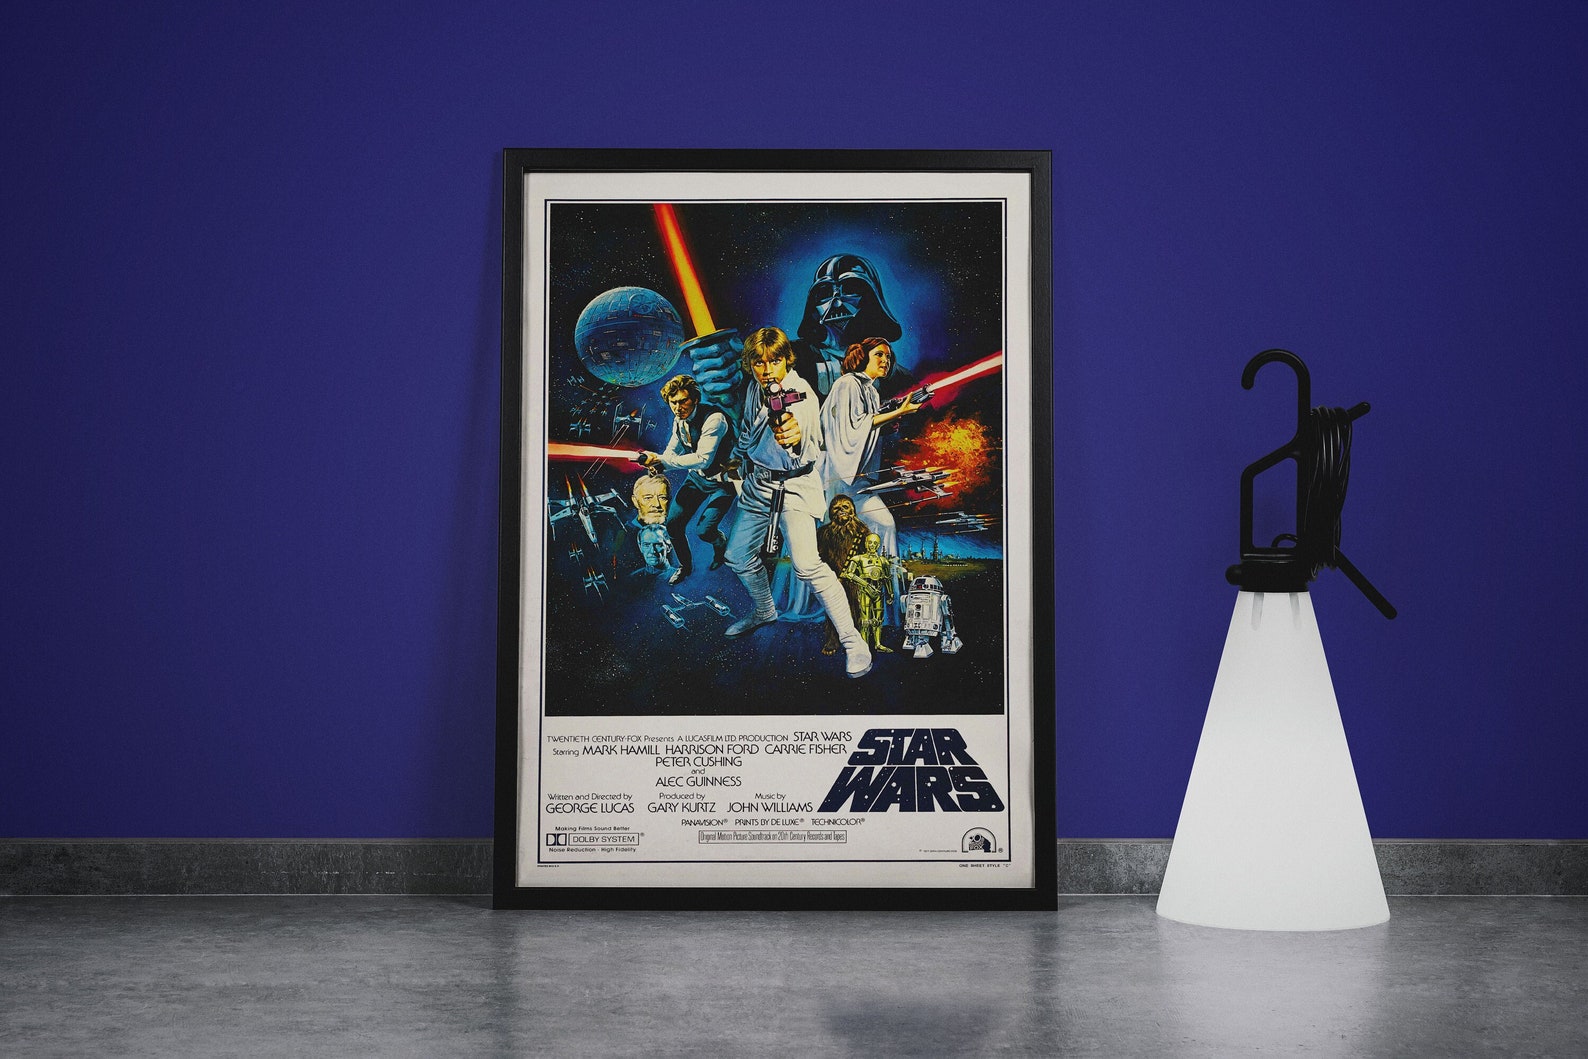 TWENTIETH CENTURY-FOX Presents A LUCASFILM LTD. PRODUCTION STAR WARS
Starring MARK HAMILL HARRISON FORD CARRIE FISHER
PETER CUSHING
and
ALEC GUINNESS
STAR
WARS
Written and Directed by
GEORGE LUCAS
Produced by
GARY KURTZ
Music by
JOHN WILLIAMS
PANAVISION® PRINTS BY DE LUXE® TECHNICOLOR®
Original Motion Picture Soundtrack on 20th Century Records and Tapes
Making Films Sound Better
DOLBY SYSTEM®
Noise Reduction · High Fidelity
ONE SHEET STYLE "C"